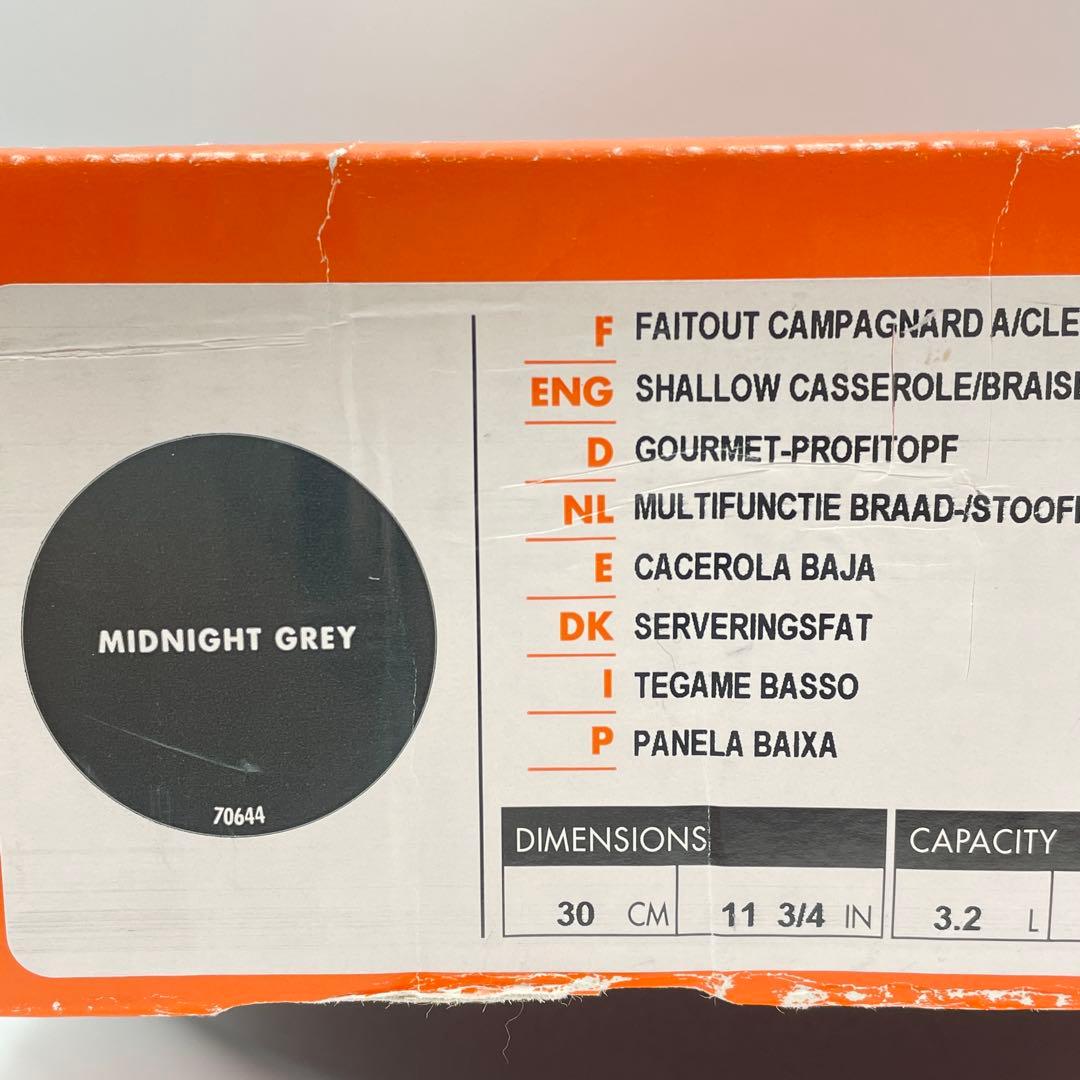 MIDNIGHT GREY
70644
F FAITOUT CAMPAGNARD A/CLE
ENG SHALLOW CASSEROLE/BRAISE
D GOURMET-PROFITOPF
NL MULTIFUNCTIE BRAAD-/STOOF
E CACEROLA BAJA
DK SERVERINGSFAT
I TEGAME BASSO
P PANELA BAIXA
DIMENSIONS CAPACITY
30 CM 11 3/4 IN 3.2 L